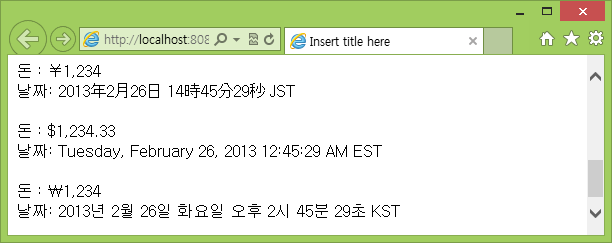 http://localhost:808
Insert title here
돈 : ¥1,234
날짜: 2013年2月26日 14時45分29秒 JST
돈 : $1,234.33
날짜: Tuesday, February 26, 2013 12:45:29 AM EST
돈 : ₩1,234
날짜: 2013년 2월 26일 화요일 오후 2시 45분 29초 KST